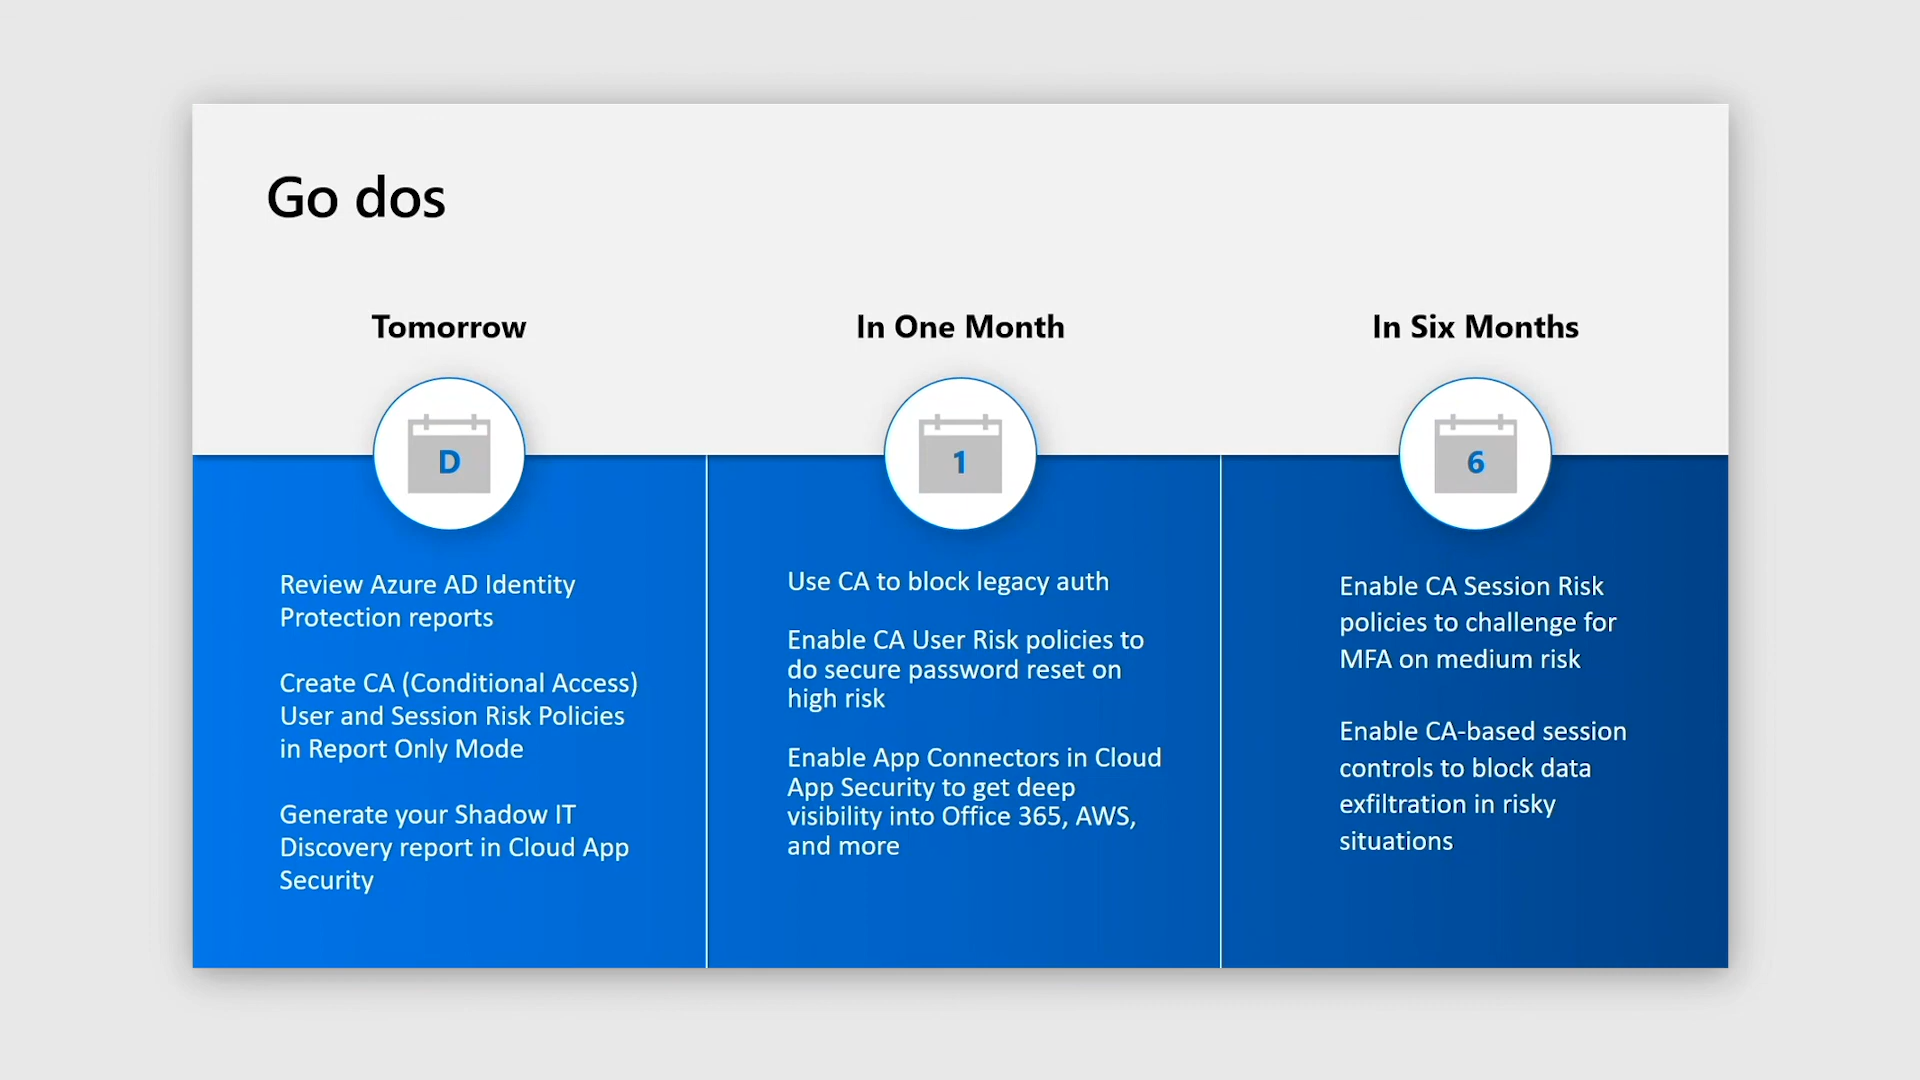 Go dos
Tomorrow
D
Review Azure AD Identity
Protection reports
Create CA (Conditional Access)
User and Session Risk Policies
in Report Only Mode
Generate your Shadow IT
Discovery report in Cloud App
Security
In One Month
1
Use CA to block legacy auth
Enable CA User Risk policies to
do secure password reset on
high risk
Enable App Connectors in Cloud
App Security to get deep
visibility into Office 365, AWS,
and more
In Six Months
6
Enable CA Session Risk
policies to challenge for
MFA on medium risk
Enable CA-based session
controls to block data
exfiltration in risky
situations